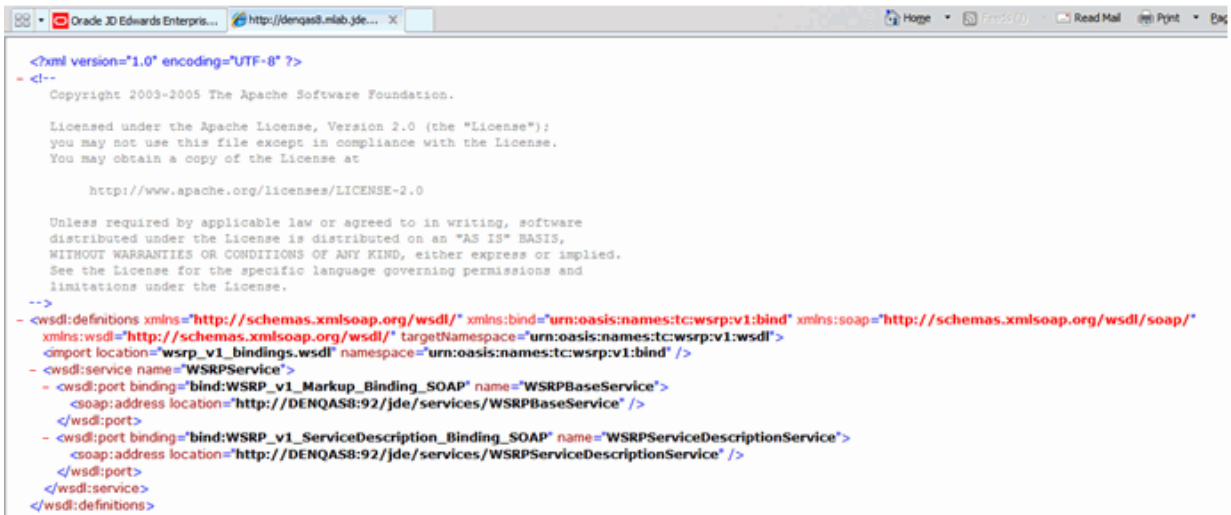 Oracle JD Edwards Enterpris... http://denqas8.mlab.jde... X Home Feeds (7) Read Mail Print Pag
<?xml version="1.0" encoding="UTF-8" ?>
- <!--
Copyright 2003-2005 The Apache Software Foundation.
Licensed under the Apache License, Version 2.0 (the "License");
you may not use this file except in compliance with the License.
You may obtain a copy of the License at
http://www.apache.org/licenses/LICENSE-2.0
Unless required by applicable law or agreed to in writing, software
distributed under the License is distributed on an "AS IS" BASIS,
WITHOUT WARRANTIES OR CONDITIONS OF ANY KIND, either express or implied.
See the License for the specific language governing permissions and
limitations under the License.
-->
- <wsdl:definitions xmlns="http://schemas.xmlsoap.org/wsdl/" xmlns:bind="urn:oasis:names:tc:wsrp:v1:bind" xmlns:soap="http://schemas.xmlsoap.org/wsdl/soap/"
xmlns:wsdl="http://schemas.xmlsoap.org/wsdl/" targetNamespace="urn:oasis:names:tc:wsrp:v1:wsdl">
<import location="wsrp_v1_bindings.wsdl" namespace="urn:oasis:names:tc:wsrp:v1:bind" />
- <wsdl:service name="WSRPService">
- <wsdl:port binding="bind:WSRP_v1_Markup_Binding_SOAP" name="WSRPBaseService">
<soap:address location="http://DENQAS8:92/jde/services/WSRPBaseService" />
</wsdl:port>
- <wsdl:port binding="bind:WSRP_v1_ServiceDescription_Binding_SOAP" name="WSRPServiceDescriptionService">
<soap:address location="http://DENQAS8:92/jde/services/WSRPServiceDescriptionService" />
</wsdl:port>
</wsdl:service>
</wsdl:definitions>